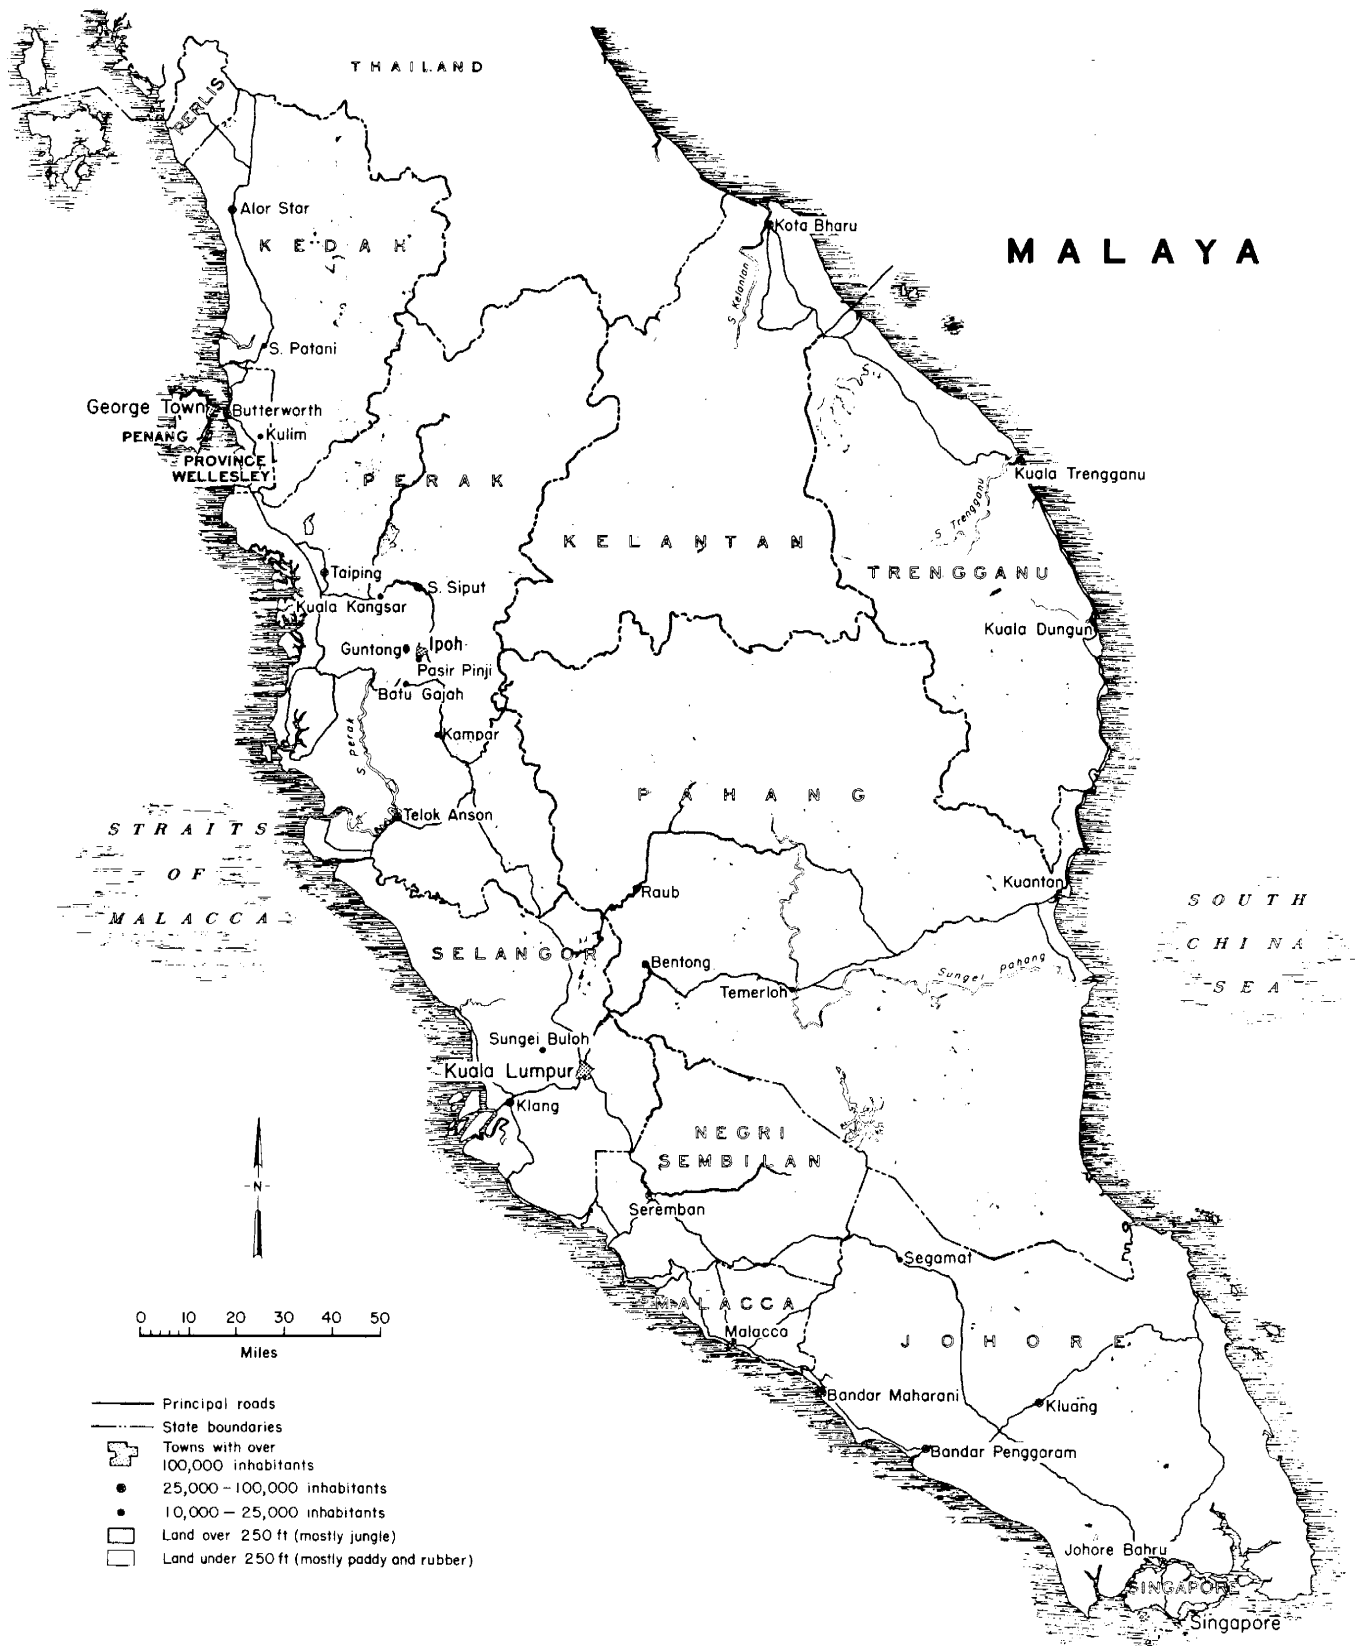 THAILAND
PERLIS
Alor Star
KEDAH
Kota Bharu
MALAYA
S Kelantan
S. Patani
George Town
Butterworth
PENANG
Kulim
PROVINCE
WELLESLEY
PERAK
Kuala Trengganu
S Trengganu
KELANTAN
TRENGGANU
Taiping
S. Siput
Kuala Kangsar
Kuala Dungun
Guntong
Ipoh
Pasir Pinji
Batu Gajah
S perak
Kampar
PAHANG
Telok Anson
STRAITS
OF
MALACCA
Kuantan
Raub
SOUTH
CHINA
SEA
SELANGOR
Bentong
Sungei pahang
Temerloh
Sungei Buloh
Kuala Lumpur
Klang
NEGRI
SEMBILAN
N
Seremban
Segamat
MALACCA
Malacca
JOHORE
0 10 20 30 40 50
Miles
Bandar Maharani
Kluang
Bandar Penggaram
Principal roads
State boundaries
Towns with over
100,000 inhabitants
25,000-100,000 inhabitants
10,000-25,000 inhabitants
Land over 250 ft (mostly jungle)
Land under 250 ft (mostly paddy and rubber)
Johore Bahru
SINGAPORE
Singapore